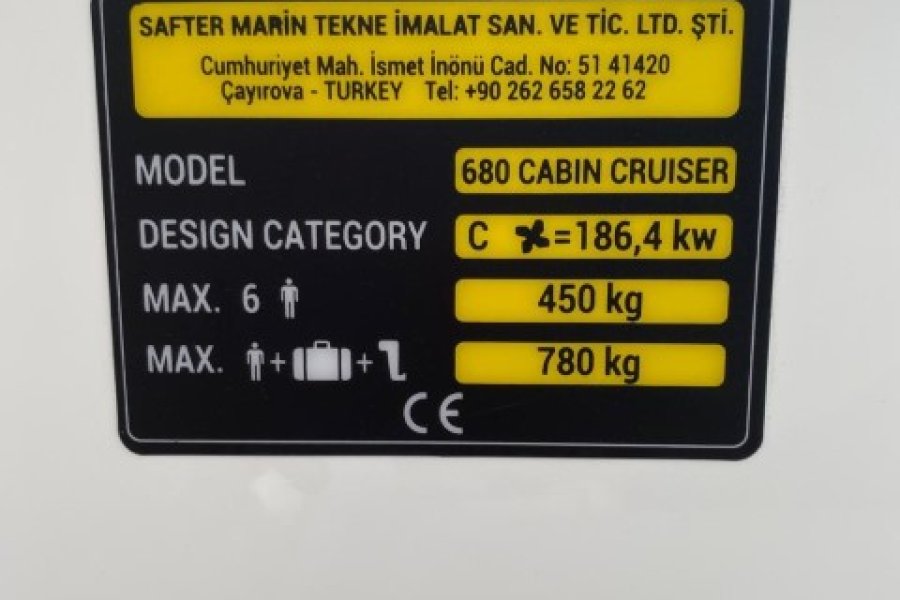 SAFTER MARİN TEKNE İMALAT SAN. VE TİC. LTD. ŞTİ.
Cumhuriyet Mah. İsmet İnönü Cad. No: 51 41420
Çayırova - TURKEY Tel: +90 262 658 22 62
MODEL 680 CABIN CRUISER
DESIGN CATEGORY C =186,4 kw
MAX. 6 450 kg
MAX. + + 780 kg
CE